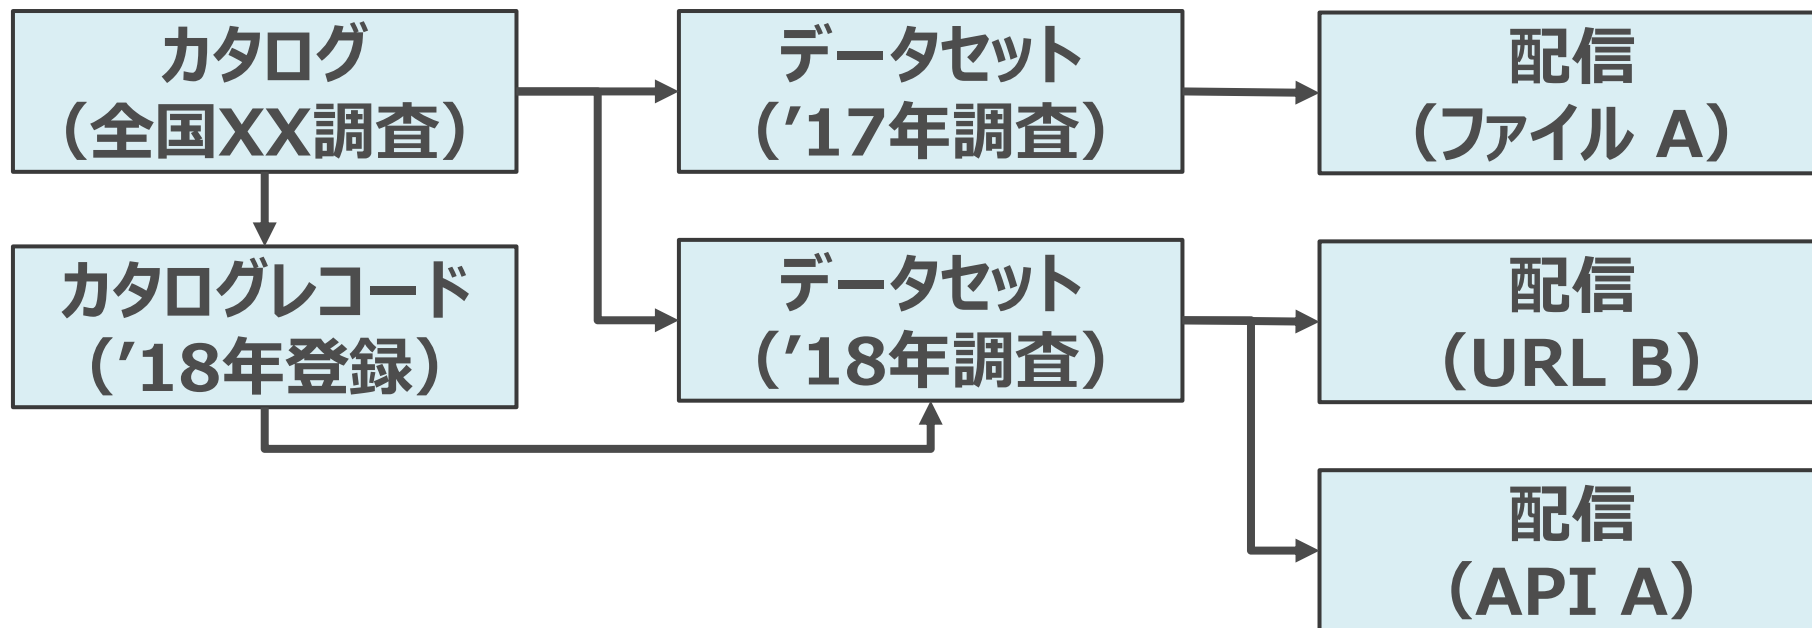 カタログ
（全国XX調査）
データセット
（’17年調査）
配信
（ファイル A）
カタログレコード
（’18年登録）
データセット
（’18年調査）
配信
（URL B）
配信
（API A）